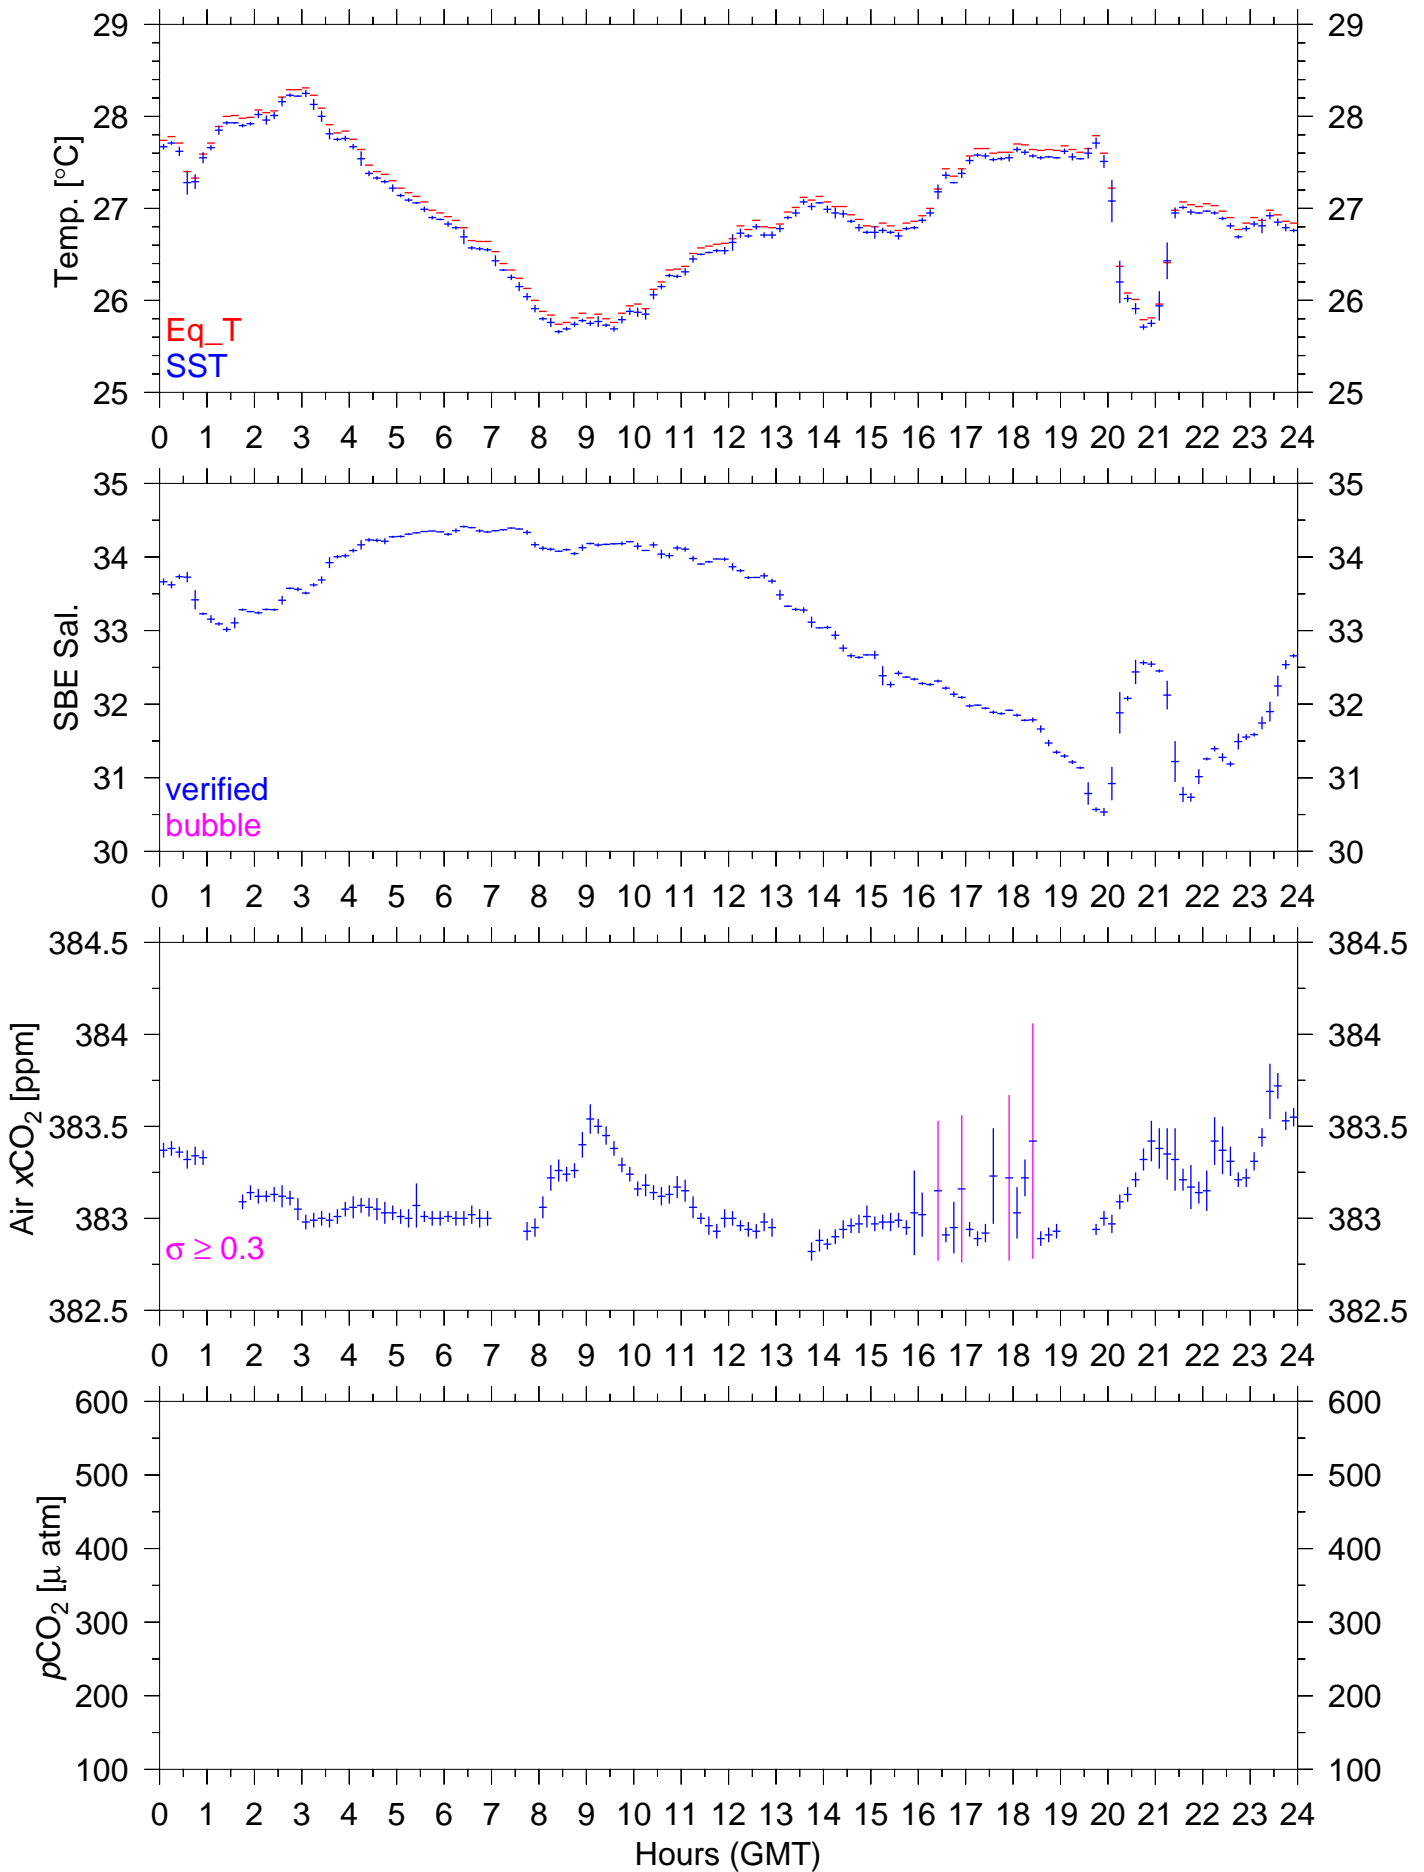 29 29
28 28
27 27
26 26
25 25
Temp. [°C]
Eq_T
SST
0 1 2 3 4 5 6 7 8 9 10 11 12 13 14 15 16 17 18 19 20 21 22 23 24
35 35
34 34
33 33
32 32
31 31
30 30
SBE Sal.
verified
bubble
0 1 2 3 4 5 6 7 8 9 10 11 12 13 14 15 16 17 18 19 20 21 22 23 24
384.5 384.5
384 384
383.5 383.5
383 383
382.5 382.5
Air xCO₂ [ppm]
σ ≥ 0.3
0 1 2 3 4 5 6 7 8 9 10 11 12 13 14 15 16 17 18 19 20 21 22 23 24
600 600
500 500
400 400
300 300
200 200
100 100
pCO₂ [μ atm]
0 1 2 3 4 5 6 7 8 9 10 11 12 13 14 15 16 17 18 19 20 21 22 23 24
Hours (GMT)